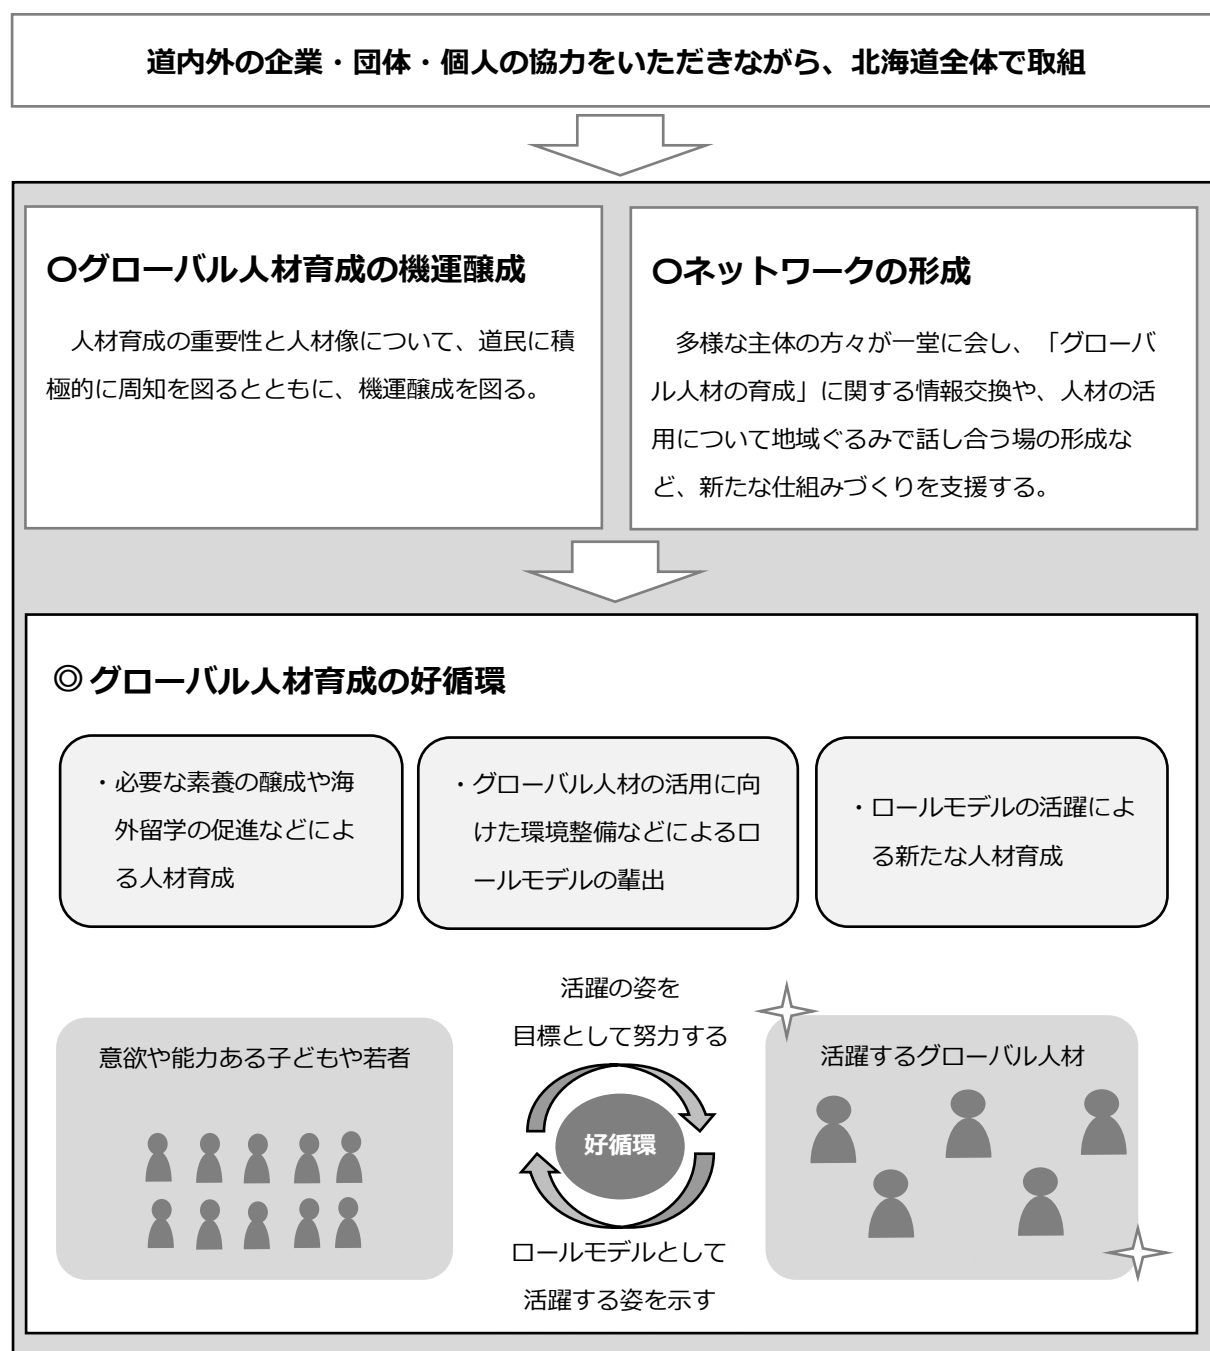 道内外の企業・団体・個人の協力をいただきながら、北海道全体で取組
〇グローバル人材育成の機運醸成
人材育成の重要性と人材像について、道民に積
極的に周知を図るとともに、機運醸成を図る。
〇ネットワークの形成
多様な主体の方々が一堂に会し、「グローバ
ル人材の育成」に関する情報交換や、人材の活
用について地域ぐるみで話し合う場の形成な
ど、新たな仕組みづくりを支援する。
◎グローバル人材育成の好循環
・必要な素養の醸成や海
外留学の促進などによ
る人材育成
・グローバル人材の活用に向
けた環境整備などによるロ
ールモデルの輩出
・ロールモデルの活躍によ
る新たな人材育成
意欲や能力ある子どもや若者
活躍の姿を
目標として努力する
好循環
ロールモデルとして
活躍する姿を示す
活躍するグローバル人材